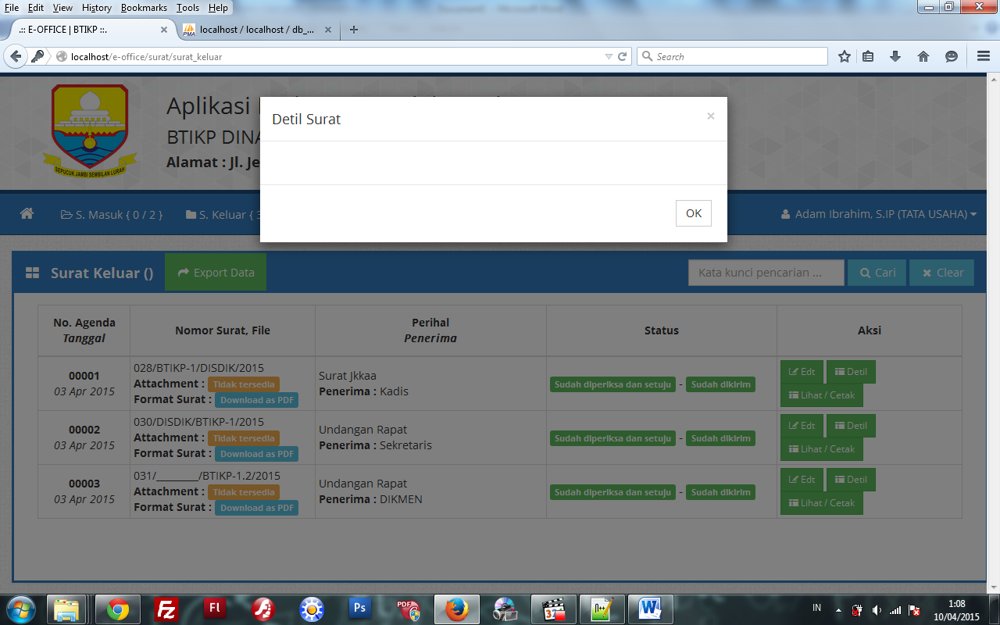 File Edit View History Bookmarks Tools Help
.:: E-OFFICE | BTIKP ::.
PMA
localhost / localhost / db_...
localhost/e-office/surat/surat_keluar
Search
SEPUCUK JAMBI SEMBILAN LURAH
Aplikasi
BTIKP DINA
Alamat : Jl. Je
Detil Surat
×
OK
S. Masuk { 0 / 2 }
S. Keluar { 3
Adam Ibrahim, S.IP (TATA USAHA)
Surat Keluar ()
Export Data
Kata kunci pencarian ...
Cari
Clear
No. Agenda
Tanggal
Nomor Surat, File
Perihal
Penerima
Status
Aksi
00001
03 Apr 2015
028/BTIKP-1/DISDIK/2015
Attachment : Tidak tersedia
Format Surat : Download as PDF
Surat Jkkaa
Penerima : Kadis
Sudah diperiksa dan setuju - Sudah dikirim
Edt Detil
Lihat / Cetak
00002
03 Apr 2015
030/DISDIK/BTIKP-1/2015
Attachment : Tidak tersedia
Format Surat : Download as PDF
Undangan Rapat
Penerima : Sekretaris
Sudah diperiksa dan setuju - Sudah dikirim
Edt Detil
Lihat / Cetak
00003
03 Apr 2015
031/_________/BTIKP-1.2/2015
Attachment : Tidak tersedia
Format Surat : Download as PDF
Undangan Rapat
Penerima : DIKMEN
Sudah diperiksa dan setuju - Sudah dikirim
Edt Detil
Lihat / Cetak
Fz
Fl
Ps
PDF
W
IN
1:08
10/04/2015